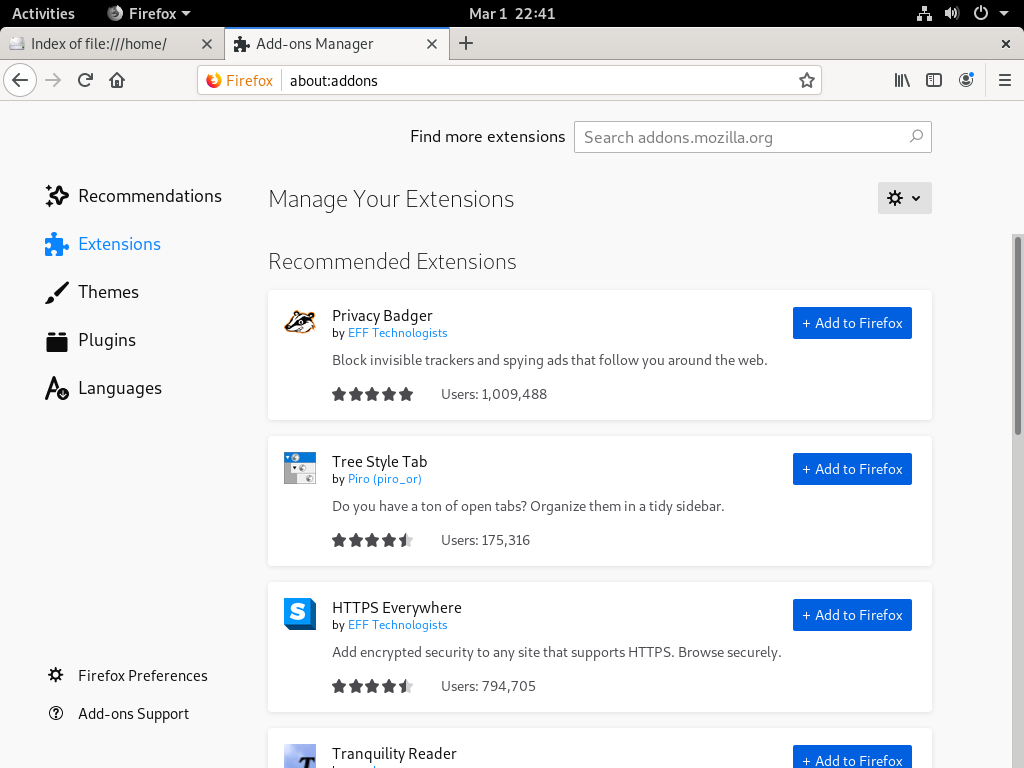 Activities
Firefox
Mar 1 22:41
Index of file:///home/
Add-ons Manager
Firefox
about:addons
Find more extensions
Search addons.mozilla.org
Recommendations
Extensions
Themes
Plugins
Languages
Firefox Preferences
Add-ons Support
Manage Your Extensions
Recommended Extensions
Privacy Badger
by EFF Technologists
+ Add to Firefox
Block invisible trackers and spying ads that follow you around the web.
Users: 1,009,488
Tree Style Tab
by Piro (piro_or)
+ Add to Firefox
Do you have a ton of open tabs? Organize them in a tidy sidebar.
Users: 175,316
S
HTTPS Everywhere
by EFF Technologists
+ Add to Firefox
Add encrypted security to any site that supports HTTPS. Browse securely.
Users: 794,705
T
Tranquility Reader
+ Add to Firefox